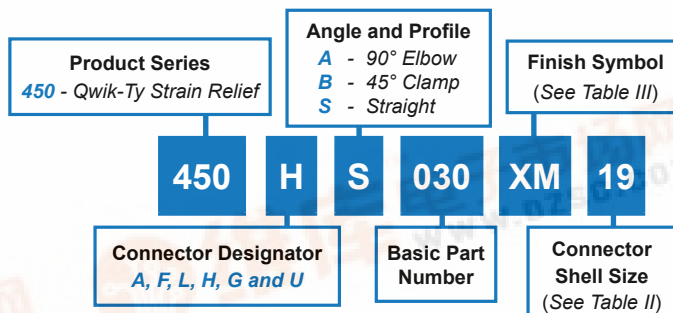 Product Series
450 - Qwik-Ty Strain Relief
Angle and Profile
A - 90° Elbow
B - 45° Clamp
S - Straight
Finish Symbol
(See Table III)
450 H S 030 XM 19
Connector Designator
A, F, L, H, G and U
Basic Part
Number
Connector
Shell Size
(See Table II)